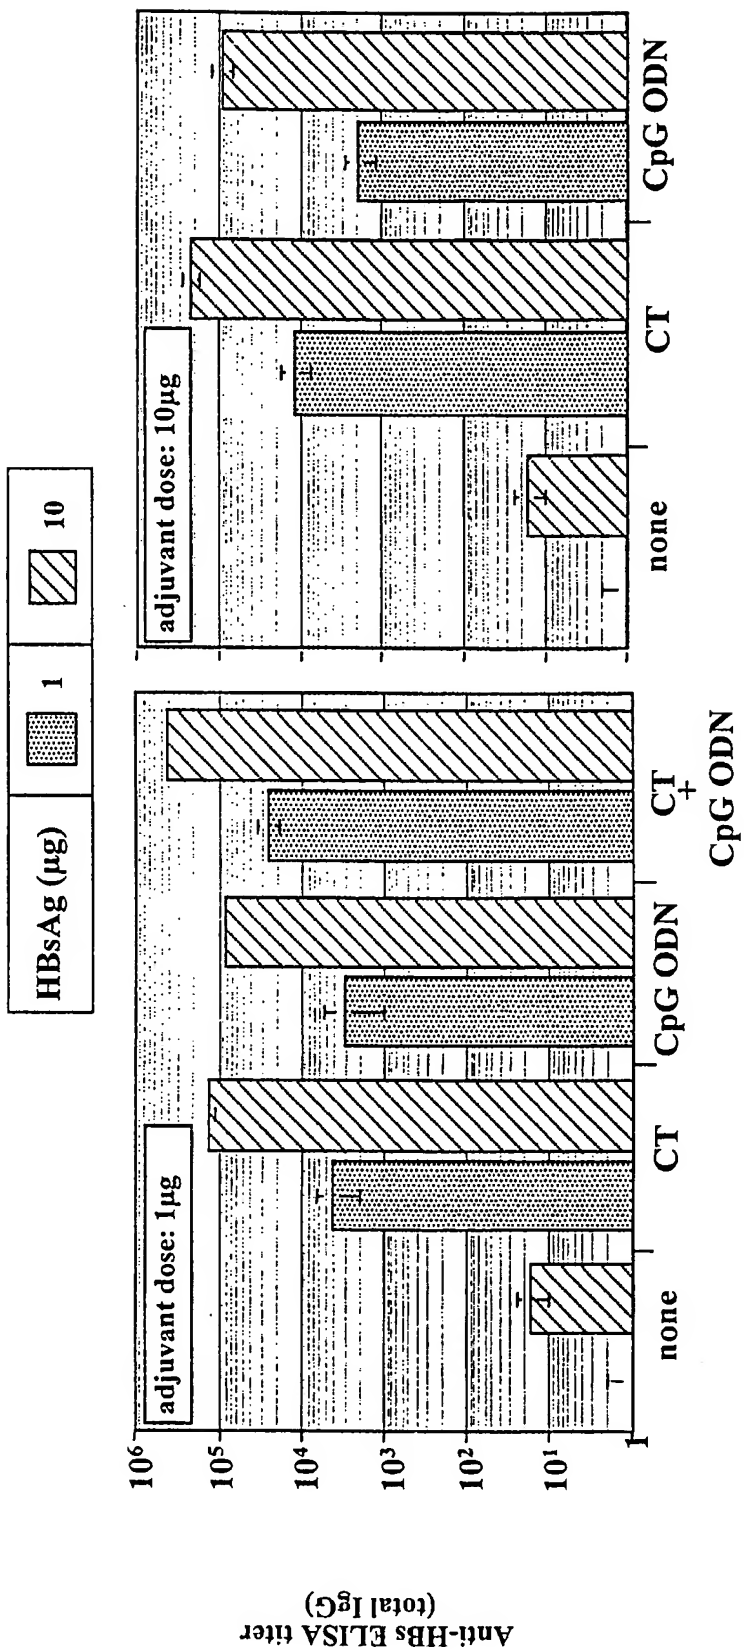 HBsAg (µg) 1 10
Anti-HBs ELISA titer
(total IgG)
10⁶
10⁵
10⁴
10³
10²
10¹
1
adjuvant dose: 1µg
none
CT
CpG ODN
CT
+
CpG ODN
adjuvant dose: 10µg
none
CT
CpG ODN